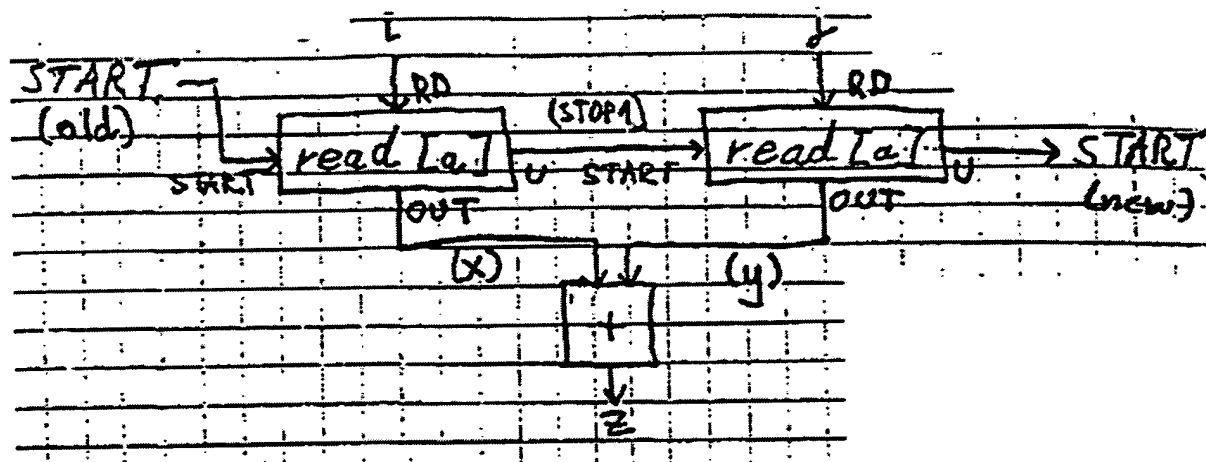 i j
START RD (STOP1) RD
(old) read [a] U START read [a] U START
START OUT OUT (new)
(x) (y)
+
z